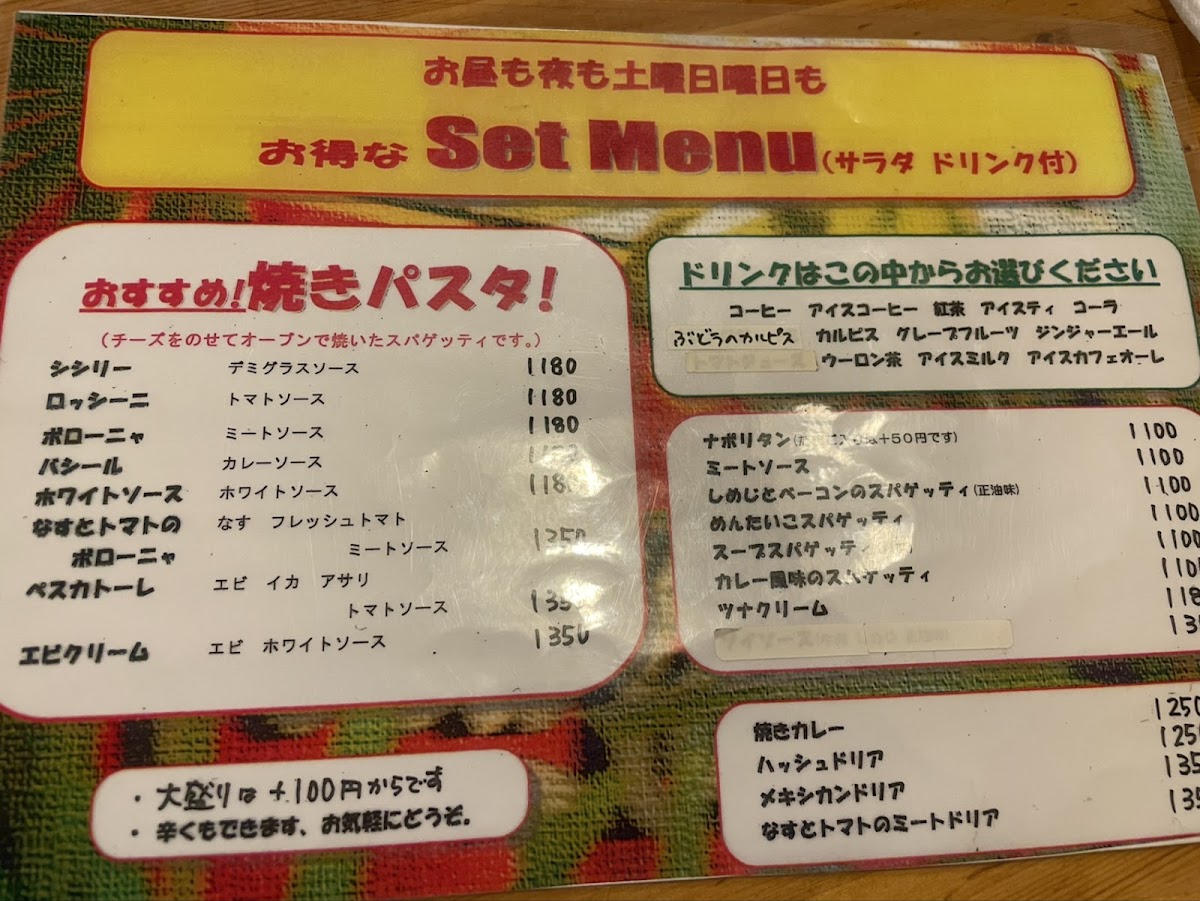 お昼も夜も土曜日曜日も
お得な Set Menu(サラダ ドリンク付)
おすすめ!焼きパスタ!
(チーズをのせてオーブンで焼いたスパゲッティです。)
シシリー デミグラスソース 1180
ロッシーニ トマトソース 1180
ボローニャ ミートソース 1180
バシール カレーソース
ホワイトソース ホワイトソース 1180
なすとトマトの なす フレッシュトマト
ボローニャ ミートソース 1350
ペスカトーレ エビ イカ アサリ
トマトソース 1350
エビクリーム エビ ホワイトソース 1350
・大盛りは+100円からです
・辛くもできます、お気軽にどうぞ。
ドリンクはこの中からお選びください
コーヒー アイスコーヒー 紅茶 アイスティ コーラ
ぶどうのカルピス カルピス グレープフルーツ ジンジャーエール
ウーロン茶 アイスミルク アイスカフェオーレ
ナポリタン は+50円です) 1100
ミートソース 1100
しめじとベーコンのスパゲッティ(正油味) 1100
めんたいこスパゲッティ 1100
スープスパゲッティ 1100
カレー風味のスパゲッティ 110
ツナクリーム 118
13
焼きカレー 1250
ハッシュドリア 125
メキシカンドリア 135
なすとトマトのミートドリア 135